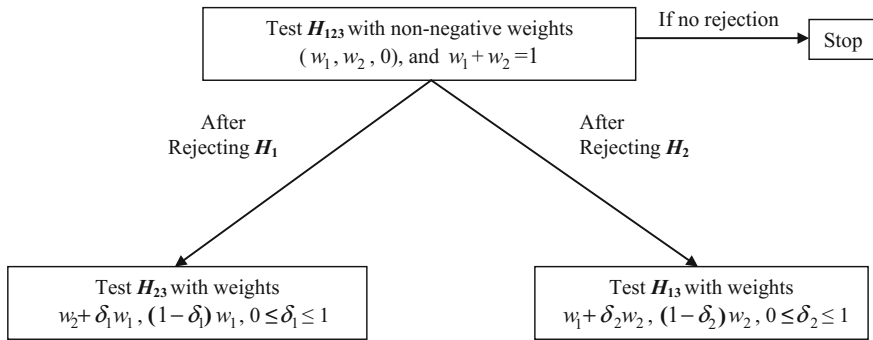 Test H₁₂₃ with non-negative weights
( w₁ , w₂ , 0), and w₁ + w₂ =1
If no rejection
Stop
After
Rejecting H₁
After
Rejecting H₂
Test H₂₃ with weights
w₂+ δ₁w₁ , (1− δ₁) w₁ , 0 ≤ δ₁ ≤ 1
Test H₁₃ with weights
w₁+ δ₂w₂ , (1− δ₂) w₂ , 0 ≤ δ₂ ≤ 1